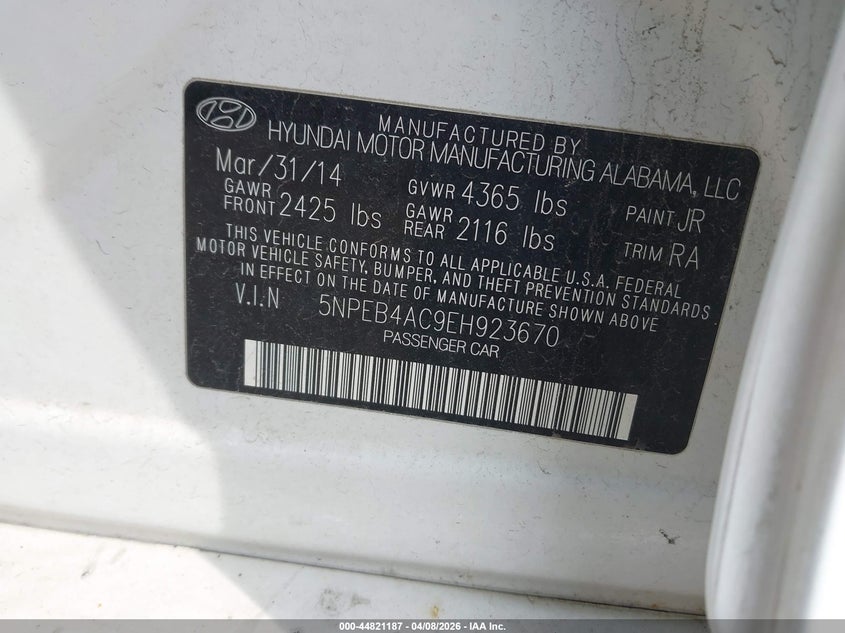 MANUFACTURED BY
HYUNDAI MOTOR MANUFACTURING ALABAMA, LLC
Mar/31/14 GVWR 4365 lbs PAINT JR
GAWR FRONT 2425 lbs GAWR REAR 2116 lbs TRIM RA
THIS VEHICLE CONFORMS TO ALL APPLICABLE U.S.A. FEDERAL
MOTOR VEHICLE SAFETY, BUMPER, AND THEFT PREVENTION STANDARDS
IN EFFECT ON THE DATE OF MANUFACTURE SHOWN ABOVE
V.I.N 5NPEB4AC9EH923670
PASSENGER CAR
000-44821187 - 04/08/2026 - IAA Inc.